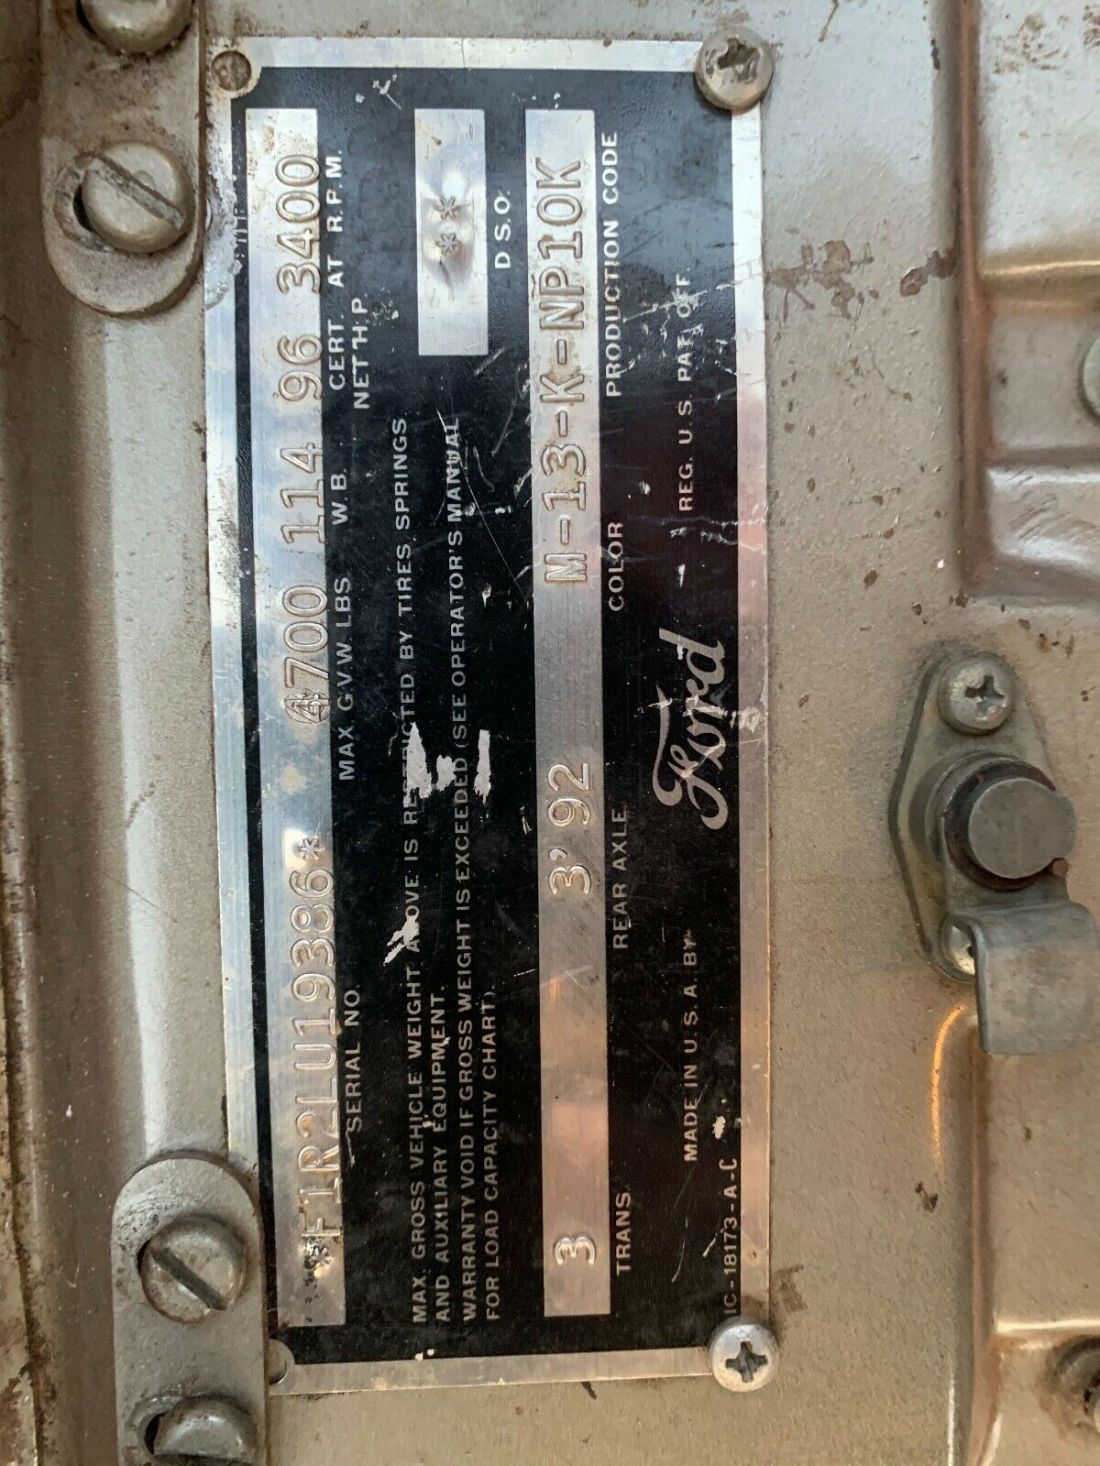 *F1R2LU19386* 4700 114 96 3400
SERIAL NO. MAX G.V.W. LBS W.B. CERT. AT R.P.M.
NET H.P.
MAX. GROSS VEHICLE WEIGHT ABOVE IS RESTRICTED BY TIRES, SPRINGS
AND AUXILIARY EQUIPMENT.
WARRANTY VOID IF GROSS WEIGHT IS EXCEEDED (SEE OPERATOR'S MANUAL
FOR LOAD CAPACITY CHART).
**
D.S.O.
3 3'92 M-13-K-NP10K
TRANS REAR AXLE COLOR PRODUCTION CODE
MADE IN U. S. A. BY Ford REG. U. S. PAT. OFF.
IC-18173-A-C